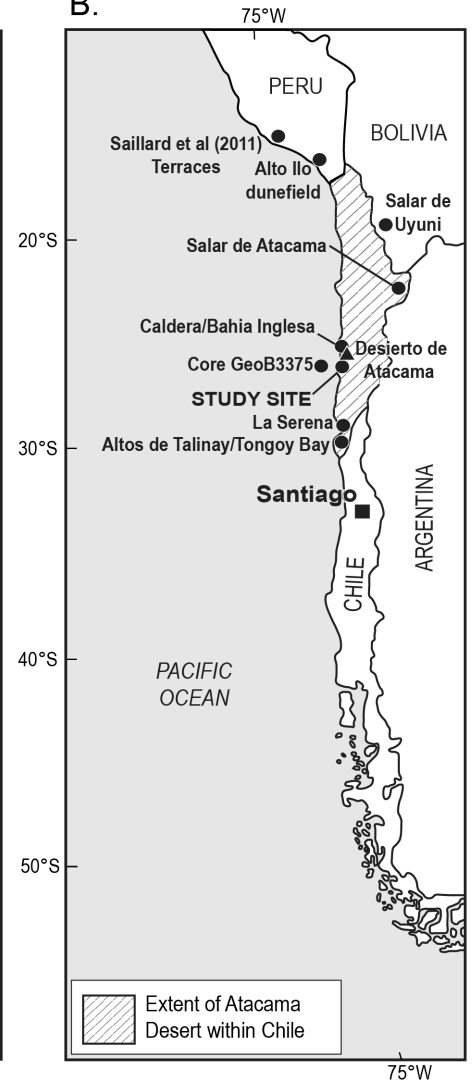 B.
75°W
PERU
BOLIVIA
Saillard et al (2011)
Terraces
Alto Ilo
dunefield
Salar de
Uyuni
20°S
Salar de Atacama
Caldera/Bahia Inglesa
Desierto de
Atacama
Core GeoB3375
STUDY SITE
La Serena
30°S
Altos de Talinay/Tongoy Bay
Santiago
ARGENTINA
CHILE
40°S
PACIFIC
OCEAN
50°S
Extent of Atacama
Desert within Chile
75°W